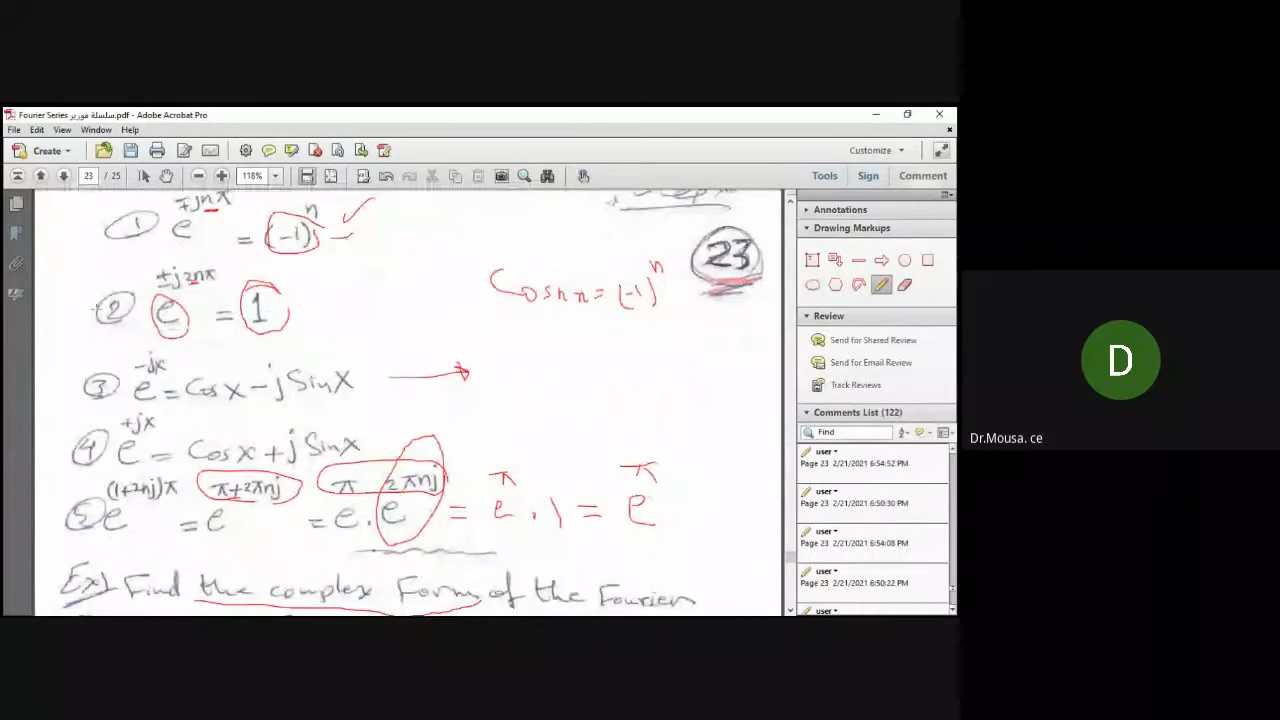 Fourier Series سلسلة فورير.pdf - Adobe Acrobat Pro
File Edit View Window Help
Create Customize
23 / 25 118% Tools Sign Comment
① e^{∓jnπ} = (-1)^n
23
② e^{±j2nπ} = 1
Cos nπ = (-1)^n
③ e^{-jx} = Cos x - j Sin x
④ e^{+jx} = Cos x + j Sin x
⑤ e^{(1+2nj)π} = e^{π+2πnj} = e^π . e^{2πnj} = e^π . 1 = e^π
Ex) Find the complex Form of the Fourier
Annotations
Drawing Markups
Review
Send for Shared Review
Send for Email Review
Track Reviews
Comments List (122)
Find
user
Page 23 2/21/2021 6:54:52 PM
user
Page 23 2/21/2021 6:50:30 PM
user
Page 23 2/21/2021 6:54:08 PM
user
Page 23 2/21/2021 6:50:22 PM
user
D
Dr.Mousa. ce